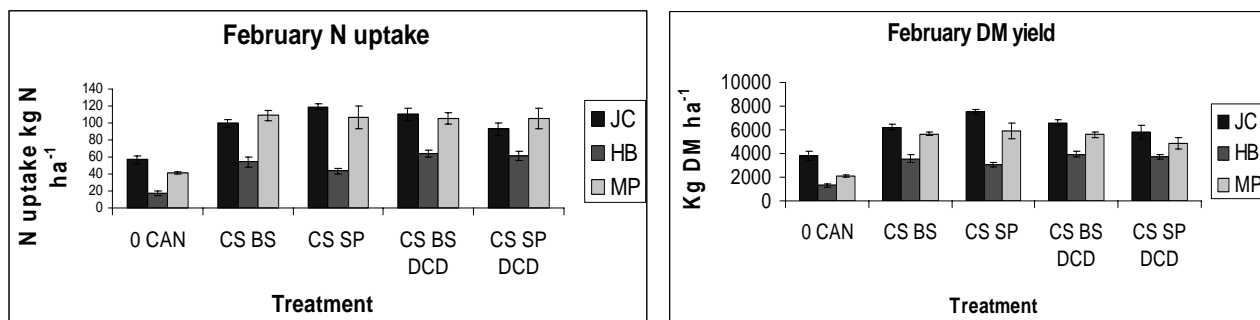 February N uptake
N uptake kg N
ha-1
140
120
100
80
60
40
20
0
0 CAN
CS BS
CS SP
CS BS
DCD
CS SP
DCD
Treatment
JC
HB
MP
February DM yield
Kg DM ha-1
10000
8000
6000
4000
2000
0
0 CAN
CS BS
CS SP
CS BS
DCD
CS SP
DCD
Treatment
JC
HB
MP